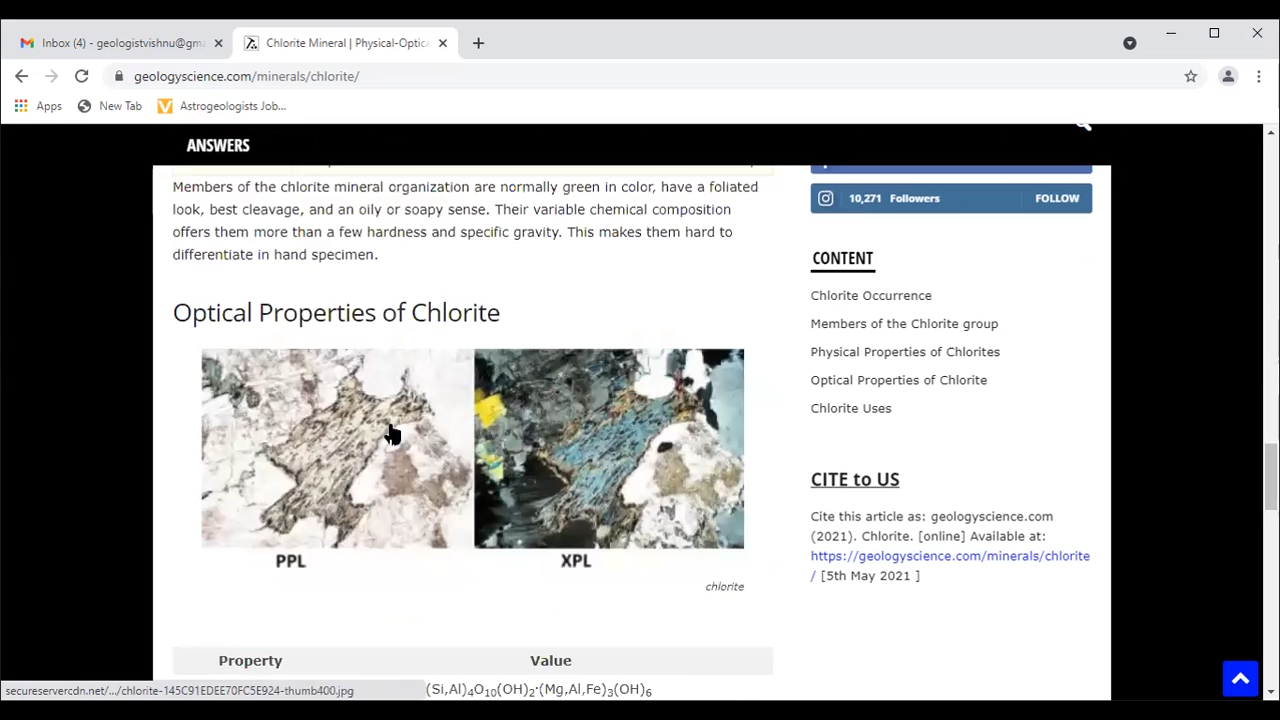 Inbox (4) - geologistvishnu@gma
Chlorite Mineral | Physical-Optica
geologyscience.com/minerals/chlorite/
Apps
New Tab
Astrogeologists Job...
ANSWERS
Members of the chlorite mineral organization are normally green in color, have a foliated
look, best cleavage, and an oily or soapy sense. Their variable chemical composition
offers them more than a few hardness and specific gravity. This makes them hard to
differentiate in hand specimen.
Optical Properties of Chlorite
PPL
XPL
chlorite
Property Value
(Si,Al)₄O₁₀(OH)₂·(Mg,Al,Fe)₃(OH)₆
10,271 Followers FOLLOW
CONTENT
Chlorite Occurrence
Members of the Chlorite group
Physical Properties of Chlorites
Optical Properties of Chlorite
Chlorite Uses
CITE to US
Cite this article as: geologyscience.com
(2021). Chlorite. [online] Available at:
https://geologyscience.com/minerals/chlorite
/ [5th May 2021 ]
secureservercdn.net/.../chlorite-145C91EDEE70FC5E924-thumb400.jpg